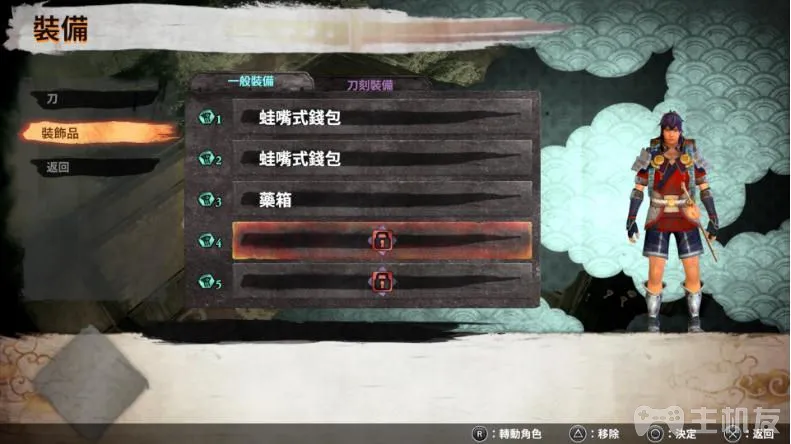 裝備
刀
裝飾品
返回
一般裝備
刀刻裝備
1 蛙嘴式錢包
2 蛙嘴式錢包
3 藥箱
4
5
R：轉動角色 △：移除 ○：決定 ✕：返回
主机友